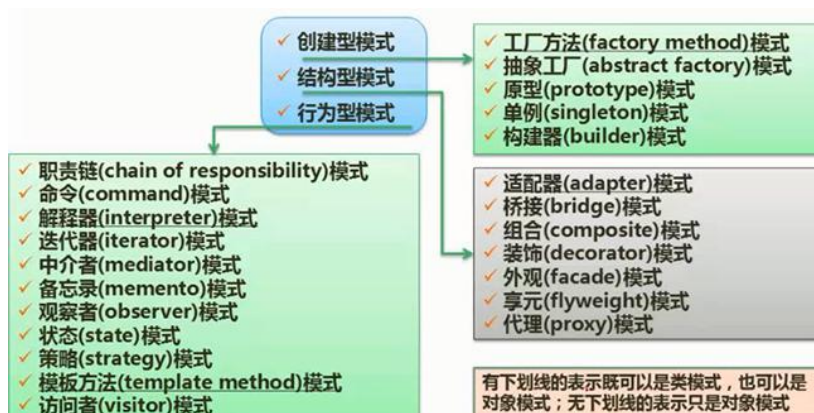 创建型模式
结构型模式
行为型模式
工厂方法(factory method)模式
抽象工厂(abstract factory)模式
原型(prototype)模式
单例(singleton)模式
构建器(builder)模式
职责链(chain of responsibility)模式
命令(command)模式
解释器(interpreter)模式
迭代器(iterator)模式
中介者(mediator)模式
备忘录(memento)模式
观察者(observer)模式
状态(state)模式
策略(strategy)模式
模板方法(template method)模式
访问者(visitor)模式
适配器(adapter)模式
桥接(bridge)模式
组合(composite)模式
装饰(decorator)模式
外观(facade)模式
享元(flyweight)模式
代理(proxy)模式
有下划线的表示既可以是类模式，也可以是
对象模式；无下划线的表示只是对象模式